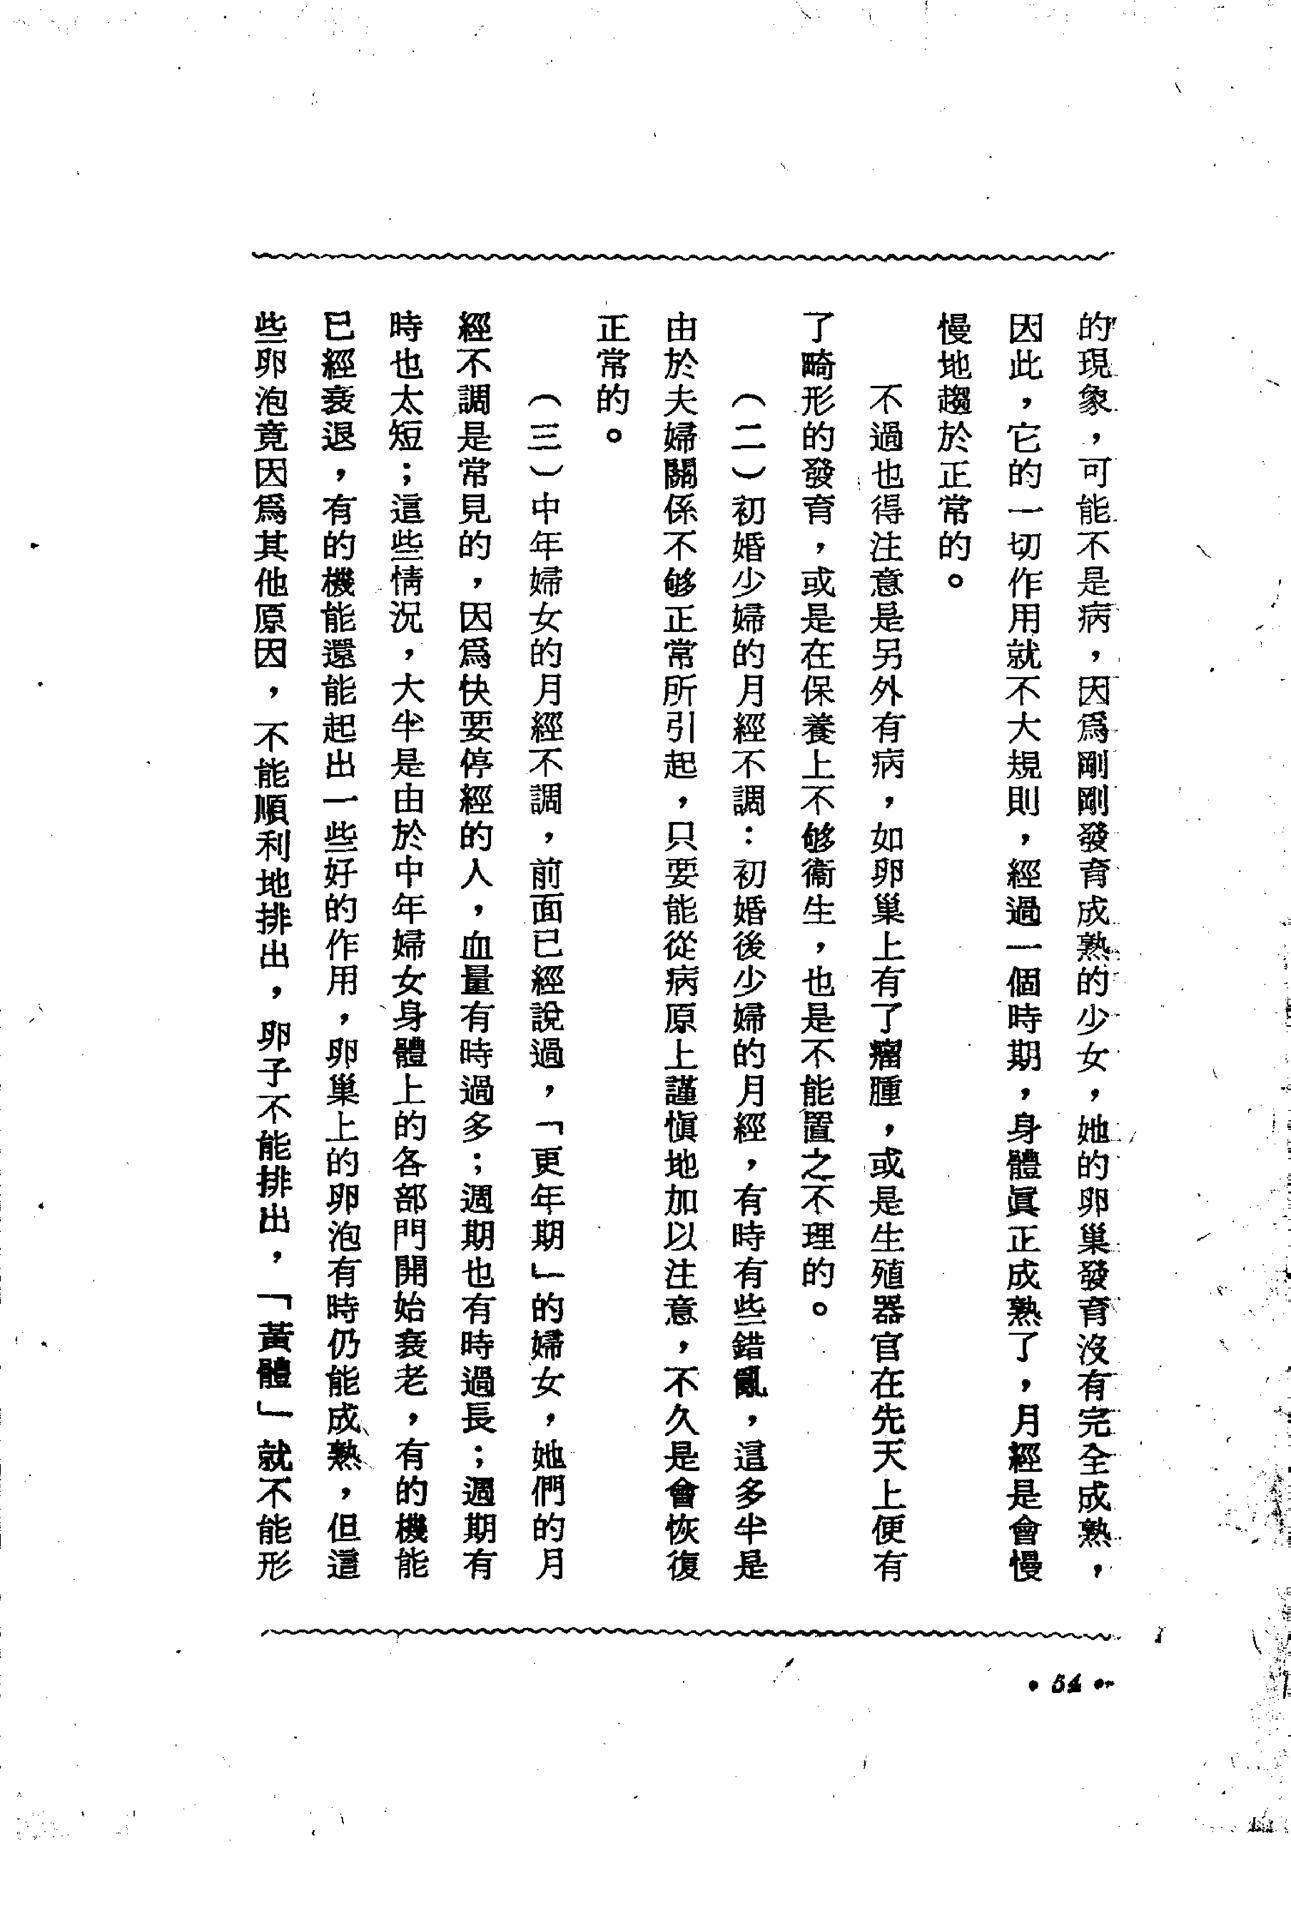 的現象，可能不是病，因爲剛剛發育成熟的少女，她的卵巢發育沒有完全成熟，
因此，它的一切作用就不大規則，經過一個時期，身體眞正成熟了，月經是會慢
慢地趨於正常的。
不過也得注意是另外有病，如卵巢上有了瘤腫，或是生殖器官在先天上便有
了畸形的發育，或是在保養上不够衞生，也是不能置之不理的。
（二）初婚少婦的月經不調：初婚後少婦的月經，有時有些錯亂，這多半是
由於夫婦關係不够正常所引起，只要能從病原上謹愼地加以注意，不久是會恢復
正常的。
（三）中年婦女的月經不調，前面已經說過，「更年期」的婦女，她們的月
經不調是常見的，因爲快要停經的人，血量有時過多；週期也有時過長；週期有
時也太短；這些情況，大半是由於中年婦女身體上的各部門開始衰老，有的機能
已經衰退，有的機能還能起出一些好的作用，卵巢上的卵泡有時仍能成熟，但這
些卵泡竟因爲其他原因，不能順利地排出，卵子不能排出，「黃體」就不能形
• 54 •